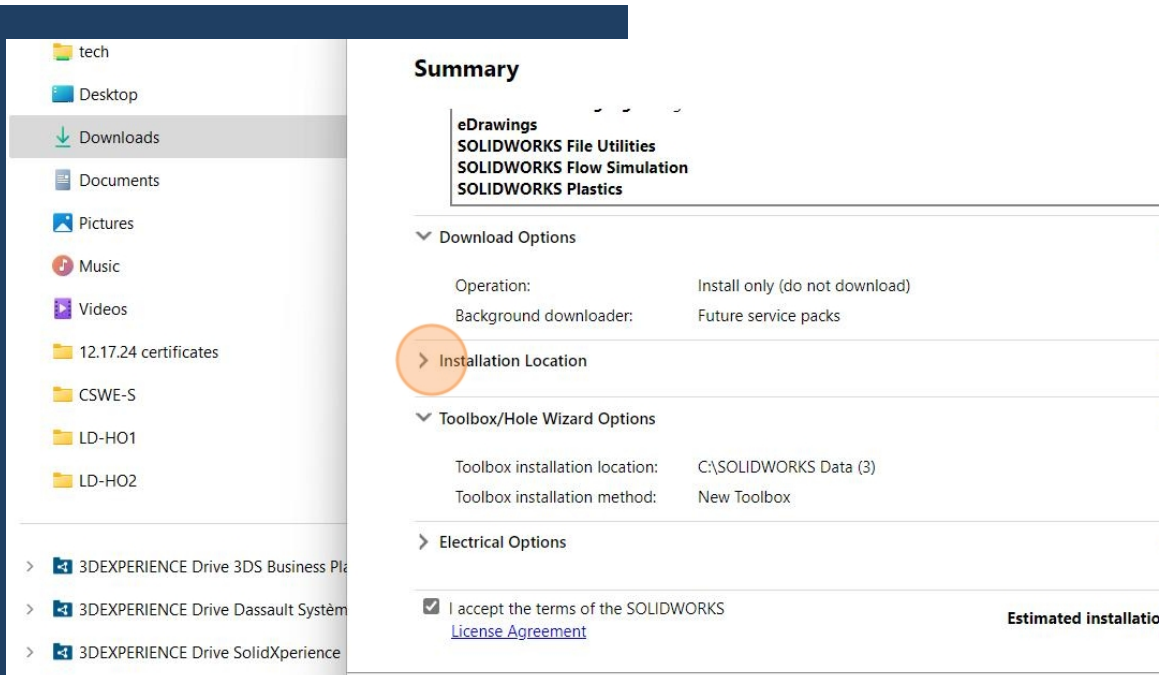 tech
Desktop
Downloads
Documents
Pictures
Music
Videos
12.17.24 certificates
CSWE-S
LD-HO1
LD-HO2
3DEXPERIENCE Drive 3DS Business Pla
3DEXPERIENCE Drive Dassault Systèm
3DEXPERIENCE Drive SolidXperience
Summary
eDrawings
SOLIDWORKS File Utilities
SOLIDWORKS Flow Simulation
SOLIDWORKS Plastics
Download Options
Operation: Install only (do not download)
Background downloader: Future service packs
Installation Location
Toolbox/Hole Wizard Options
Toolbox installation location: C:\SOLIDWORKS Data (3)
Toolbox installation method: New Toolbox
Electrical Options
I accept the terms of the SOLIDWORKS
License Agreement
Estimated installatio